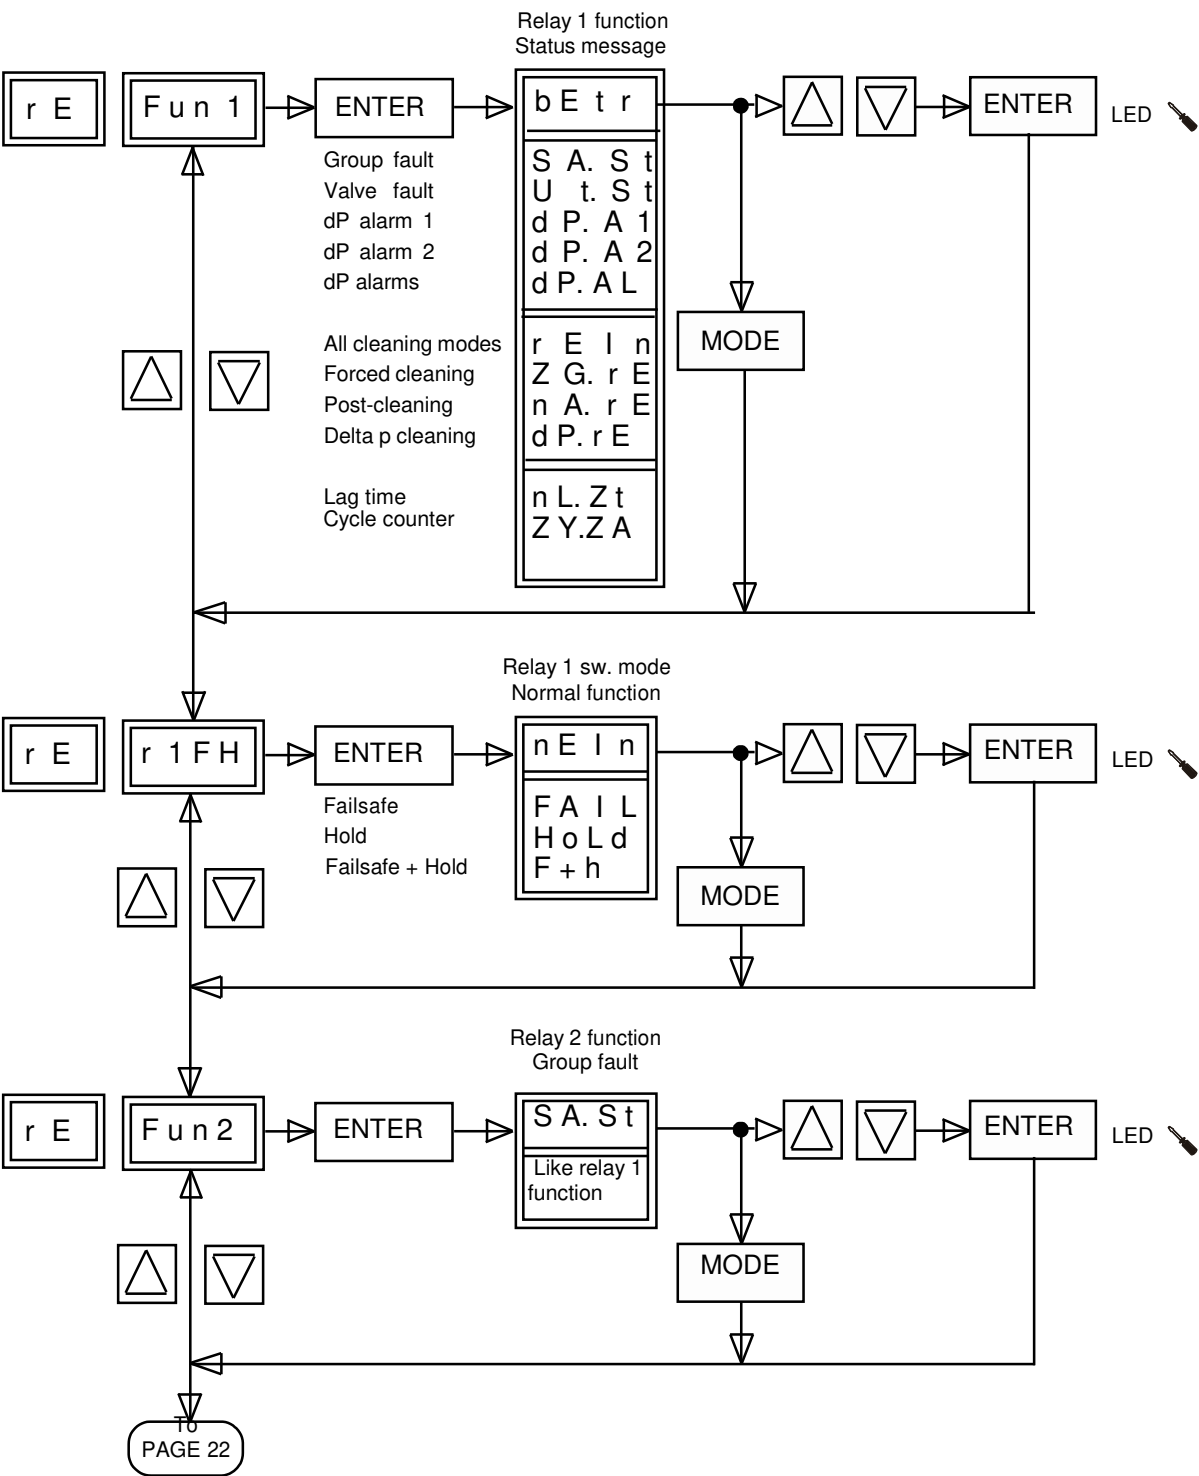 Relay 1 function
Status message
r E
F u n 1
ENTER
b E t r
ENTER
LED
Group fault
S A. S t
Valve fault
U t. S t
dP alarm 1
d P. A 1
dP alarm 2
d P. A 2
dP alarms
d P. A L
MODE
All cleaning modes
r E I n
Forced cleaning
Z G. r E
Post-cleaning
n A. r E
Delta p cleaning
d P. r E
Lag time
n L. Z t
Cycle counter
Z Y.Z A
Relay 1 sw. mode
Normal function
r E
r 1 F H
ENTER
n E I n
ENTER
LED
Failsafe
F A I L
Hold
H o L d
Failsafe + Hold
F + h
MODE
Relay 2 function
Group fault
r E
F u n 2
ENTER
S A. S t
ENTER
LED
Like relay 1
function
MODE
To
PAGE 22